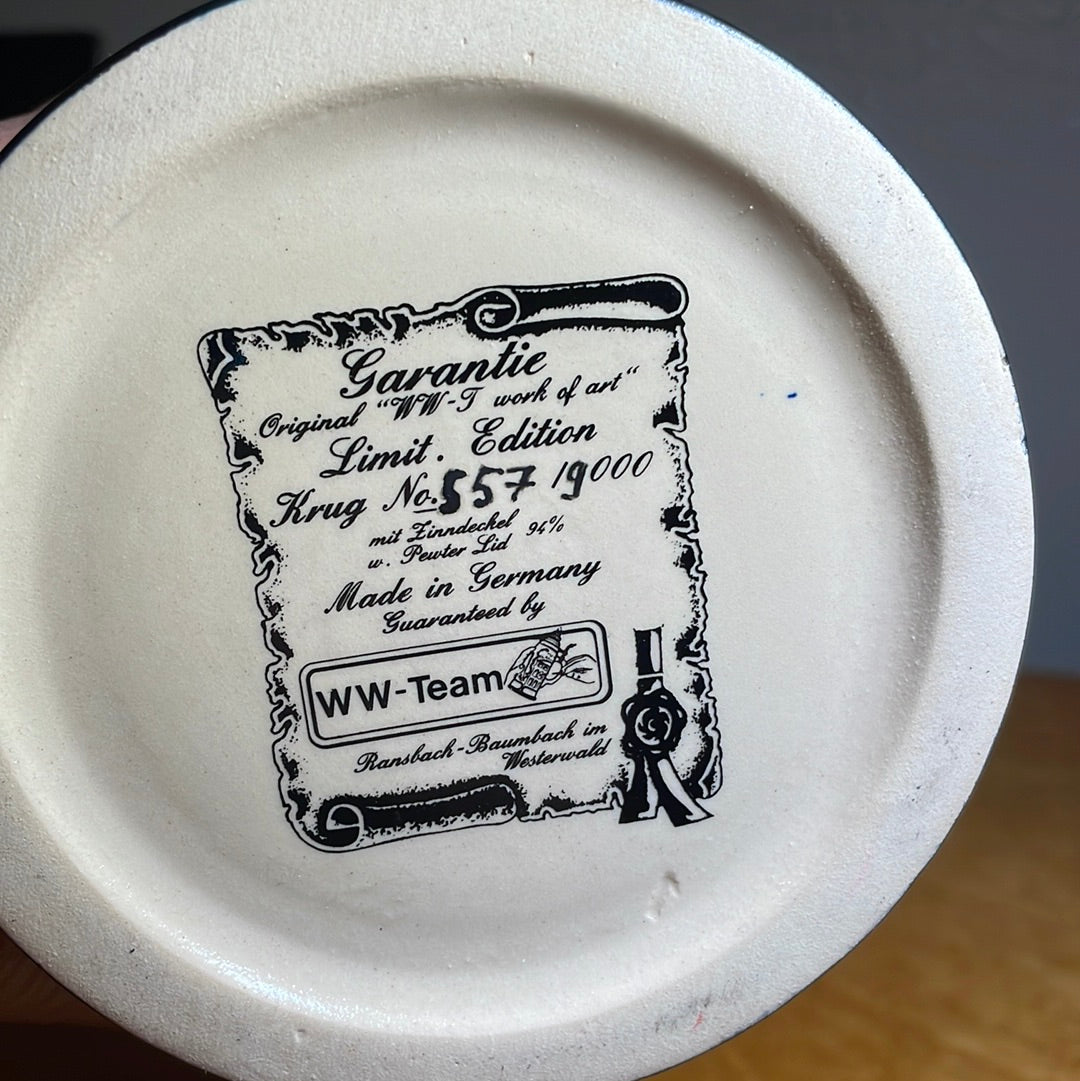 Garantie
Original "WW-T work of art"
Limit. Edition
Krug No. 557 /9000
mit Zinndeckel
w. Pewter Lid 94%
Made in Germany
Guaranteed by
WW-Team
Ransbach-Baumbach im
Westerwald